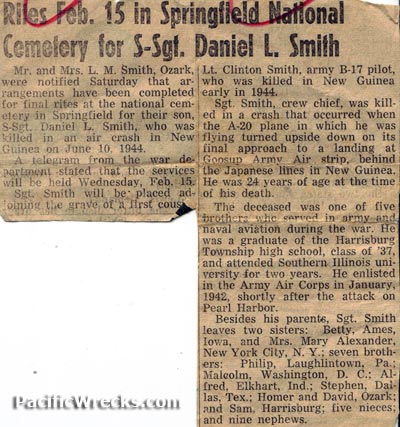 Rites Feb. 15 in Springfield National
Cemetery for S-Sgt. Daniel L. Smith
Mr. and Mrs. L. M. Smith, Ozark,
were notified Saturday that ar-
rangements have been completed
for final rites at the national cem-
etery in Springfield for their son,
S-Sgt. Daniel L. Smith, who was
killed in an air crash in New
Guinea on June 10, 1944.
A telegram from the war de-
partment stated that the services
will be held Wednesday, Feb. 15.
Sgt. Smith will be placed ad-
joining the grave of a first cous
Lt. Clinton Smith, army B-17 pilot,
who was killed in New Guinea
early in 1944.
Sgt. Smith, crew chief, was kill-
ed in a crash that occurred when
the A-20 plane in which he was
flying turned upside down on its
final approach to a landing at
Goosup Army Air strip, behind
the Japanese lines in New Guinea.
He was 24 years of age at the time
of his death.
The deceased was one of five
brothers who served in army and
naval aviation during the war. He
was a graduate of the Harrisburg
Township high school, class of '37,
and attended Southern Illinois uni-
versity for two years. He enlisted
in the Army Air Corps in January,
1942, shortly after the attack on
Pearl Harbor.
Besides his parents, Sgt. Smith
leaves two sisters: Betty, Ames,
Iowa, and Mrs. Mary Alexander,
New York City, N. Y.; seven broth-
ers: Philip, Laughlintown, Pa.;
Malcolm, Washington, D. C.; Al-
fred, Elkhart, Ind.; Stephen, Dal-
las, Tex.; Homer and David, Ozark;
and Sam, Harrisburg; five nieces;
and nine nephews.
PacificWrecks.com